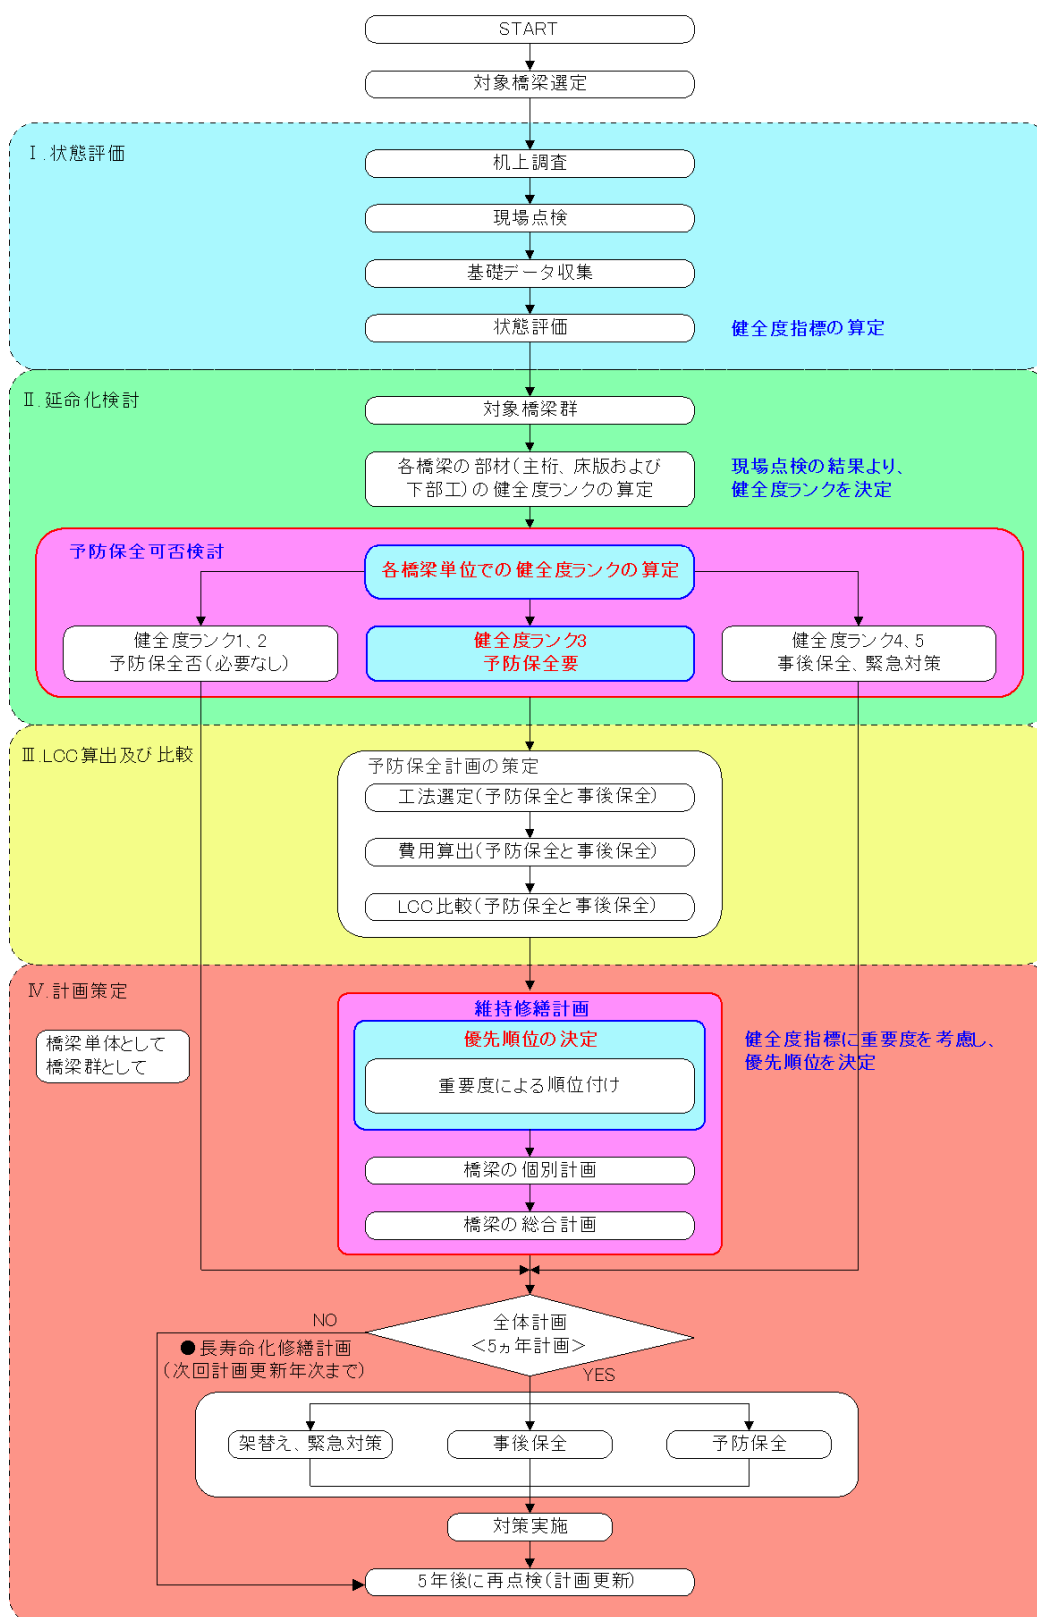 START
対象橋梁選定
Ⅰ.状態評価
机上調査
現場点検
基礎データ収集
状態評価
健全度指標の算定
Ⅱ.延命化検討
対象橋梁群
各橋梁の部材(主桁、床版および
下部工)の健全度ランクの算定
現場点検の結果より、
健全度ランクを決定
予防保全可否検討
各橋梁単位での健全度ランクの算定
健全度ランク1、2
予防保全否(必要なし)
健全度ランク3
予防保全要
健全度ランク4、5
事後保全、緊急対策
Ⅲ.LCC算出及び比較
予防保全計画の策定
工法選定(予防保全と事後保全)
費用算出(予防保全と事後保全)
LCC比較(予防保全と事後保全)
Ⅳ.計画策定
橋梁単体として
橋梁群として
維持修繕計画
優先順位の決定
重要度による順位付け
健全度指標に重要度を考慮し、
優先順位を決定
橋梁の個別計画
橋梁の総合計画
全体計画
<5ヵ年計画>
NO
●長寿命化修繕計画
(次回計画更新年次まで)
YES
架替え、緊急対策
事後保全
予防保全
対策実施
5年後に再点検(計画更新)